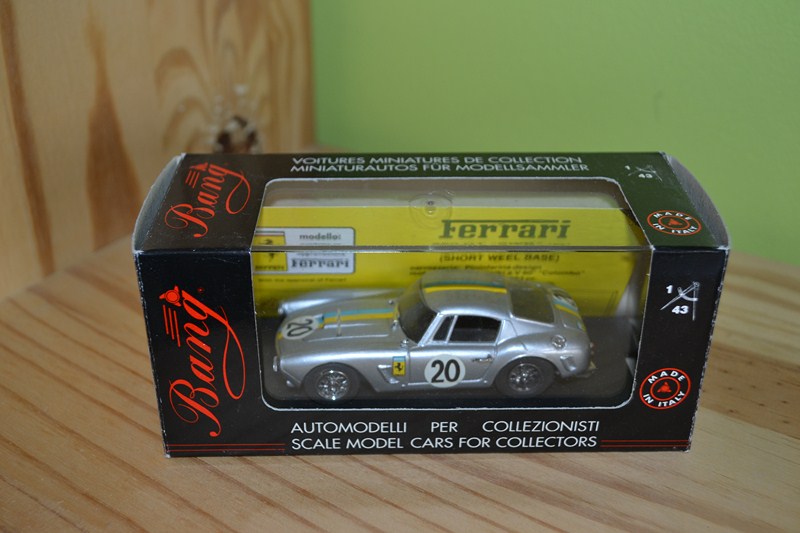 VOITURES MINIATURES DE COLLECTION
MINIATURAUTOS FÜR MODELLSAMMLER
1
43
MADE IN ITALY
Bang
modello:
Ferrari
Ferrari
(SHORT WEEL BASE)
20
20
Bang
1
43
MADE IN ITALY
AUTOMODELLI PER COLLEZIONISTI
SCALE MODEL CARS FOR COLLECTORS